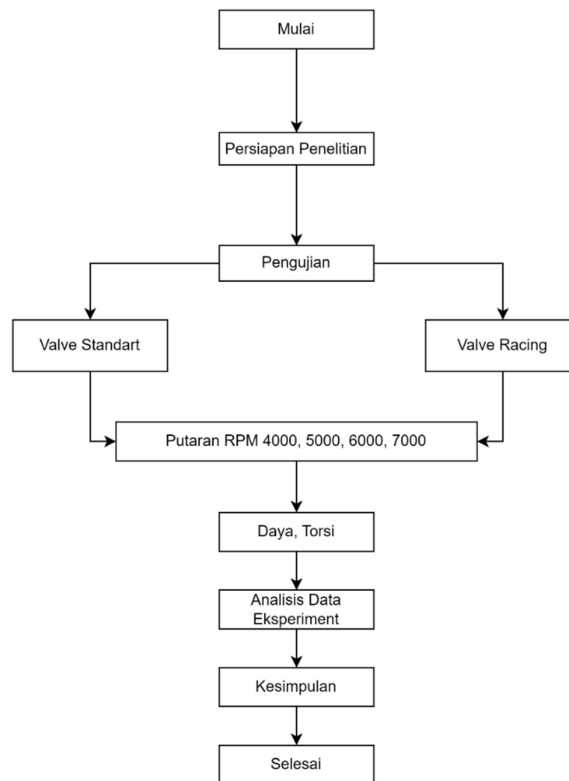 Mulai
Persiapan Penelitian
Pengujian
Valve Standart
Valve Racing
Putaran RPM 4000, 5000, 6000, 7000
Daya, Torsi
Analisis Data
Eksperiment
Kesimpulan
Selesai